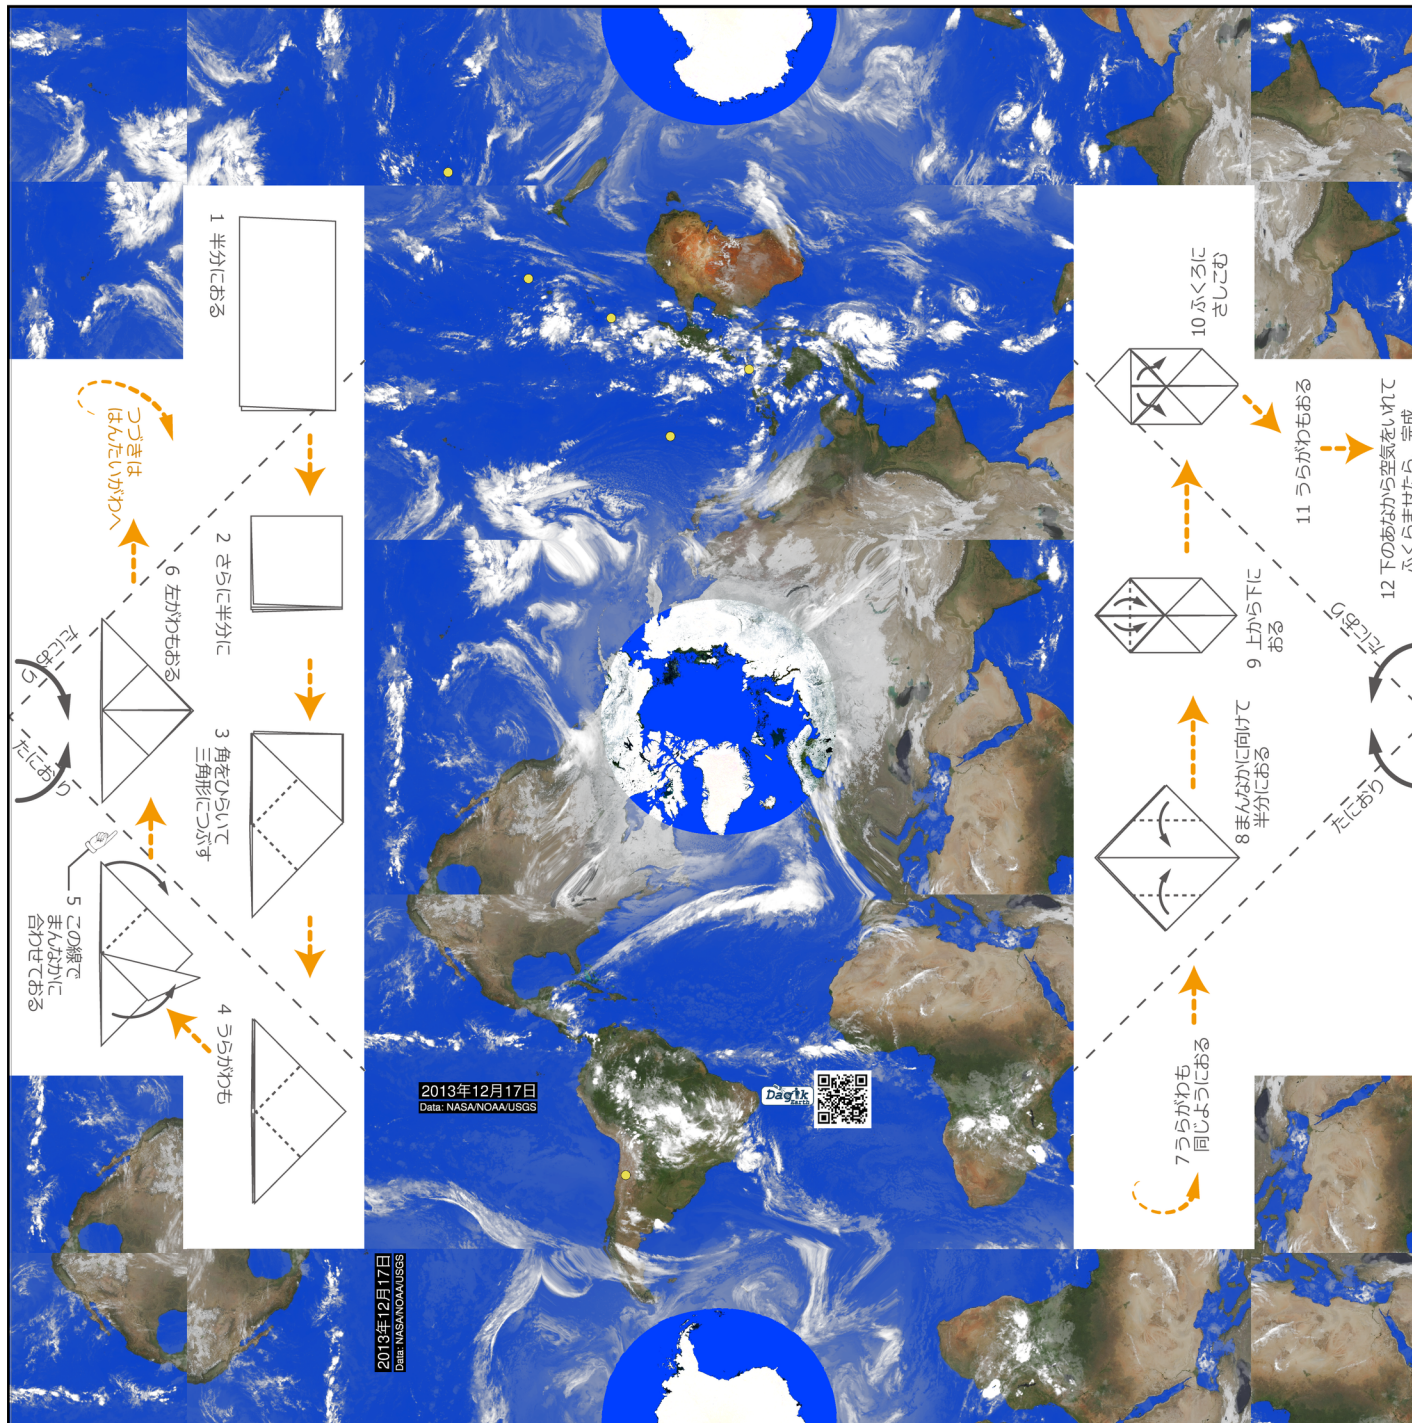 1 半分におる
2 さらに半分に
3 角をひらいて
三角形につぶす
4 うらがわも
5 この線で
まんなかに
合わせておる
6 左がわもおる
つづきは
はんたいがわへ
たにおり
たにおり
7 うらがわも
同じようにおる
8 まんなかに向けて
半分におる
9 上から下に
おる
10 ふくろに
さしこむ
11 うらがわもおる
12 下のあなから空気をいれて
ふくらませたら、完成
たにおり
たにおり
2013年12月17日
Data: NASA/NOAA/USGS
Dagik
Earth
2013年12月17日
Data: NASA/NOAA/USGS